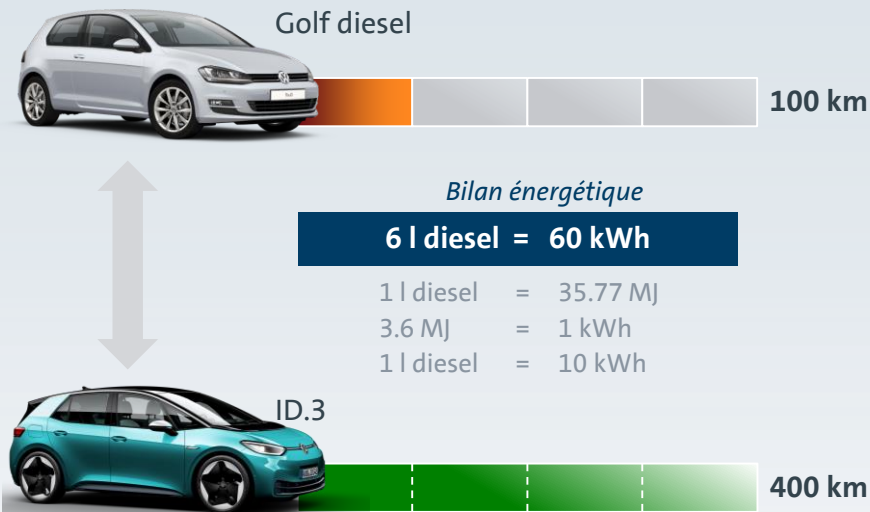 Golf diesel
100 km
Bilan énergétique
6 l diesel = 60 kWh
1 l diesel = 35.77 MJ
3.6 MJ = 1 kWh
1 l diesel = 10 kWh
ID.3
400 km